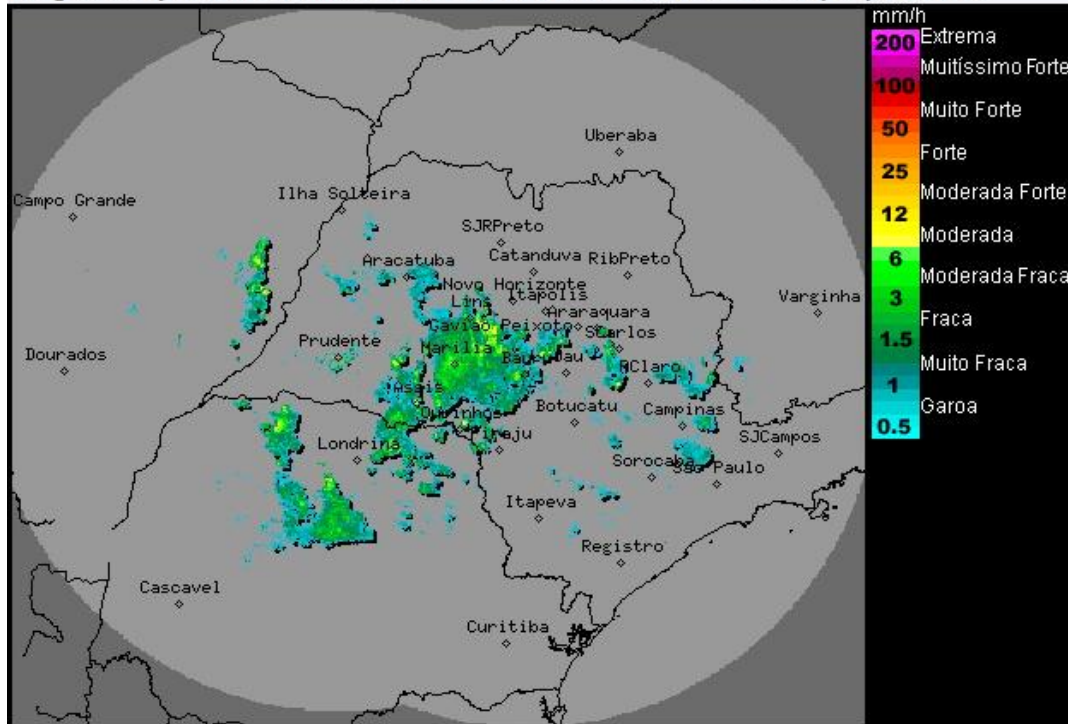 mm/h
200 Extrema
Muitíssimo Forte
100
Muito Forte
50
Forte
25
Moderada Forte
12
Moderada
6
Moderada Fraca
3
Fraca
1.5
Muito Fraca
1
Garoa
0.5
Uberaba
Campo Grande
Ilha Solteira
SJRPreto
Aracatuba
Catanduva
RibPreto
Novo Horizonte
Lins
Itapolis
Araraquara
Varginha
Gaviao Peixoto
SCarlos
Prudente
Marilia
Bauru
Jau
Dourados
RClaro
Assis
Ourinhos
Botucatu
Campinas
Piraju
Londrina
SJCampos
Sorocaba
Sao Paulo
Itapeva
Registro
Cascavel
Curitiba